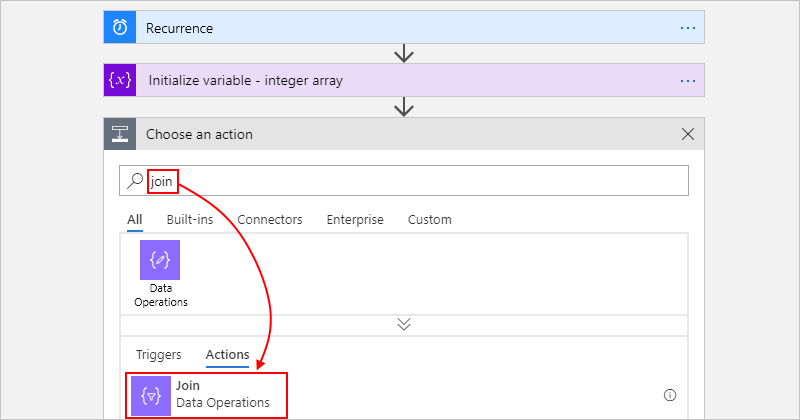 Recurrence
{x} Initialize variable - integer array
Choose an action
join
All Built-ins Connectors Enterprise Custom
Data
Operations
Triggers Actions
Join
Data Operations